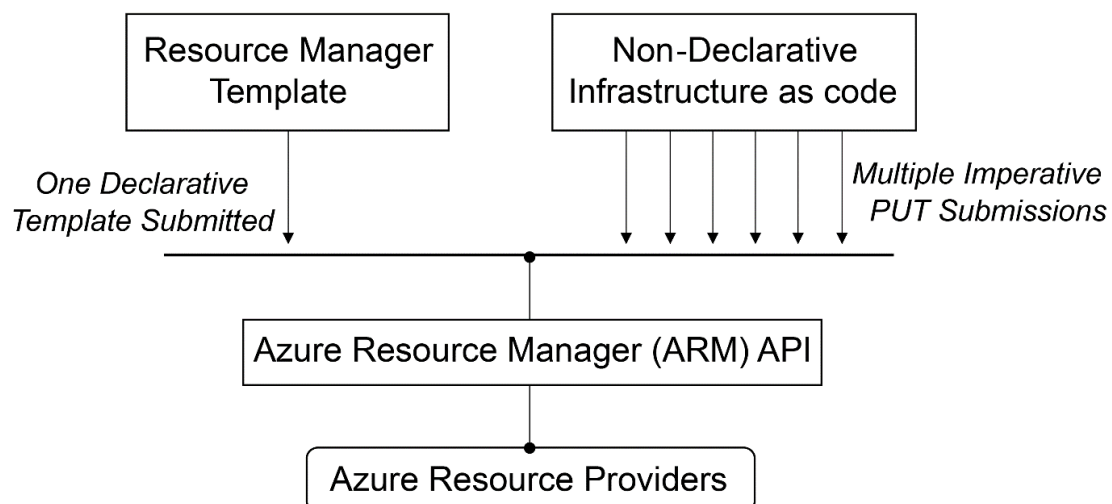 Resource Manager
Template
Non-Declarative
Infrastructure as code
One Declarative
Template Submitted
Multiple Imperative
PUT Submissions
Azure Resource Manager (ARM) API
Azure Resource Providers